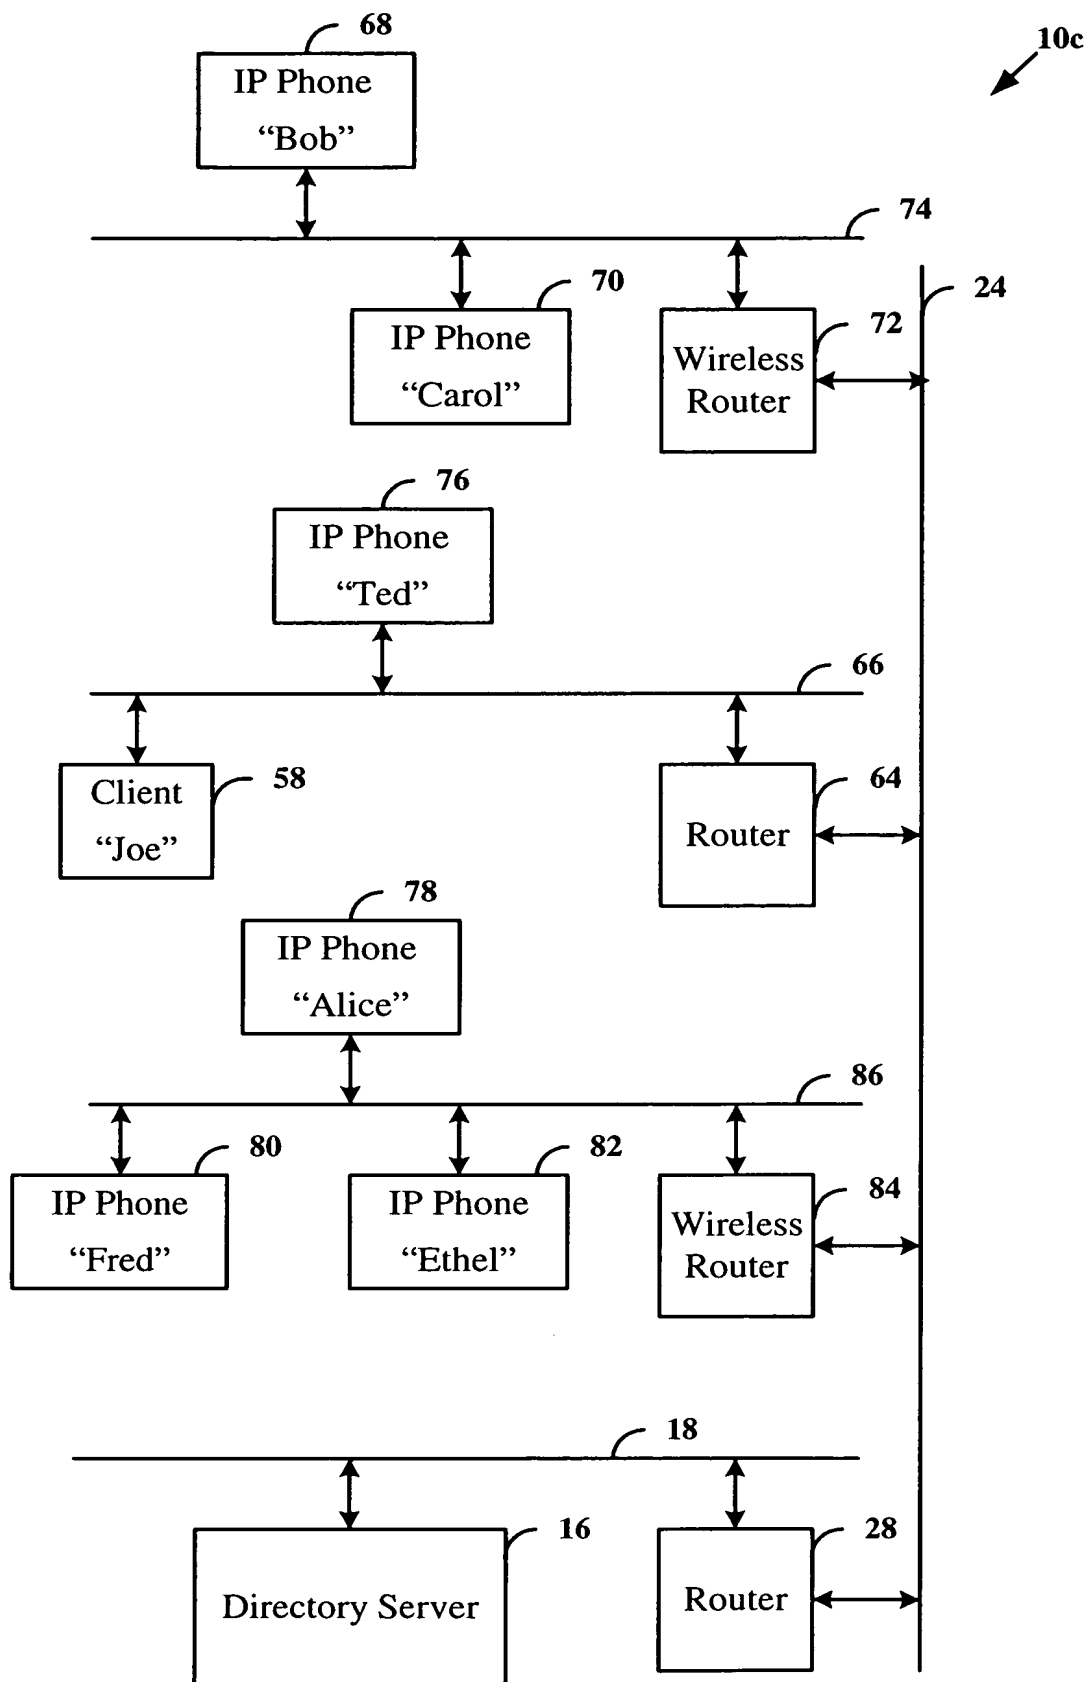 68
10c
IP Phone
“Bob”
74
70
24
72
IP Phone
“Carol”
Wireless
Router
76
IP Phone
“Ted”
66
58
64
Client
“Joe”
Router
78
IP Phone
“Alice”
86
80
82
84
IP Phone
“Fred”
IP Phone
“Ethel”
Wireless
Router
18
16
28
Directory Server
Router